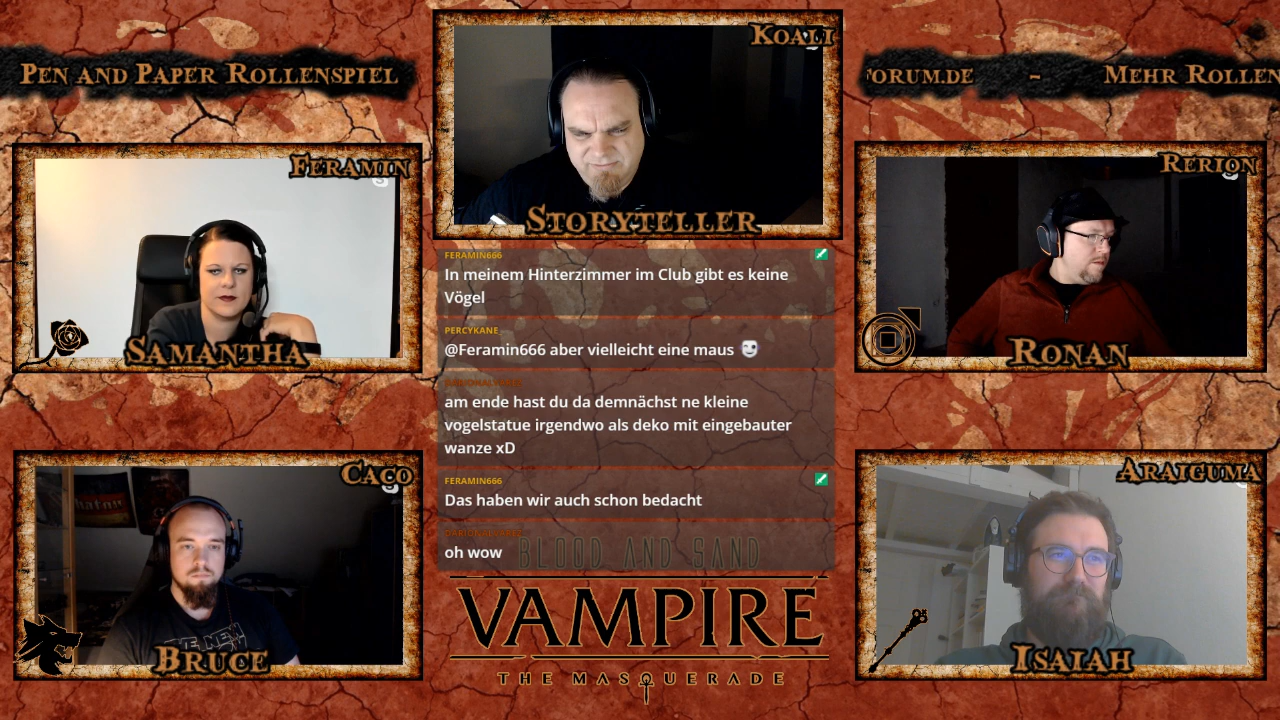 KOALI
PEN AND PAPER ROLLENSPIEL
ORUM.DE - MEHR ROLLEN
FERAMIN
RERION
STORYTELLER
FERAMIN666
In meinem Hinterzimmer im Club gibt es keine
Vögel
PERCYKANE
@Feramin666 aber vielleicht eine maus
SAMANTHA
RONAN
am ende hast du da demnächst ne kleine
vogelstatue irgendwo als deko mit eingebauter
wanze xD
CACO
ARAIGUMA
FERAMIN666
Das haben wir auch schon bedacht
oh wow
BLOOD AND SAND
VAMPIRE
THE MASQUERADE
BRUCE
ISAIAH